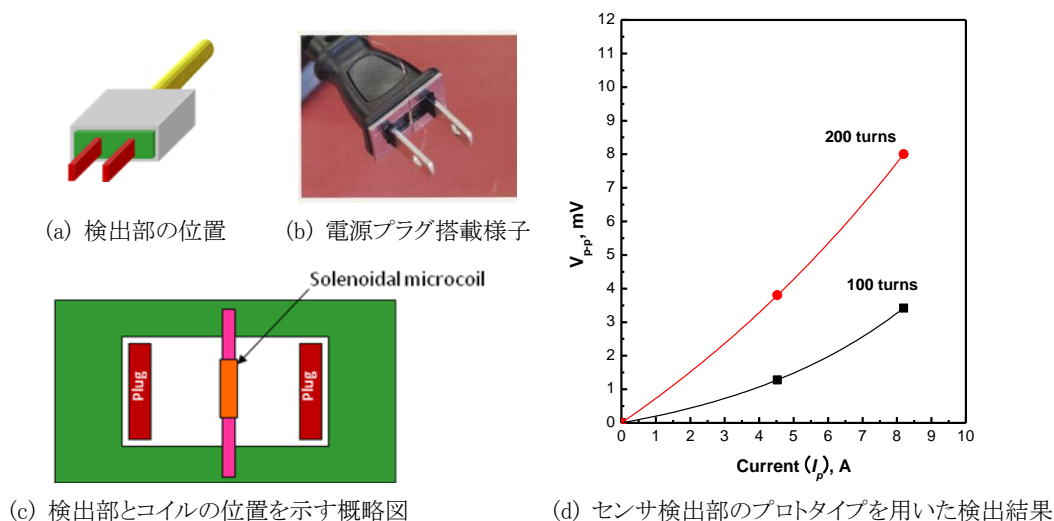 (a) 検出部の位置
(b) 電源プラグ搭載様子
Solenoidal microcoil
Plug
Plug
(c) 検出部とコイルの位置を示す概略図
12
11
10
9
8
7
6
5
4
3
2
1
0
V_{p-p}, mV
200 turns
100 turns
0 1 2 3 4 5 6 7 8 9 10
Current (I_p), A
(d) センサ検出部のプロトタイプを用いた検出結果